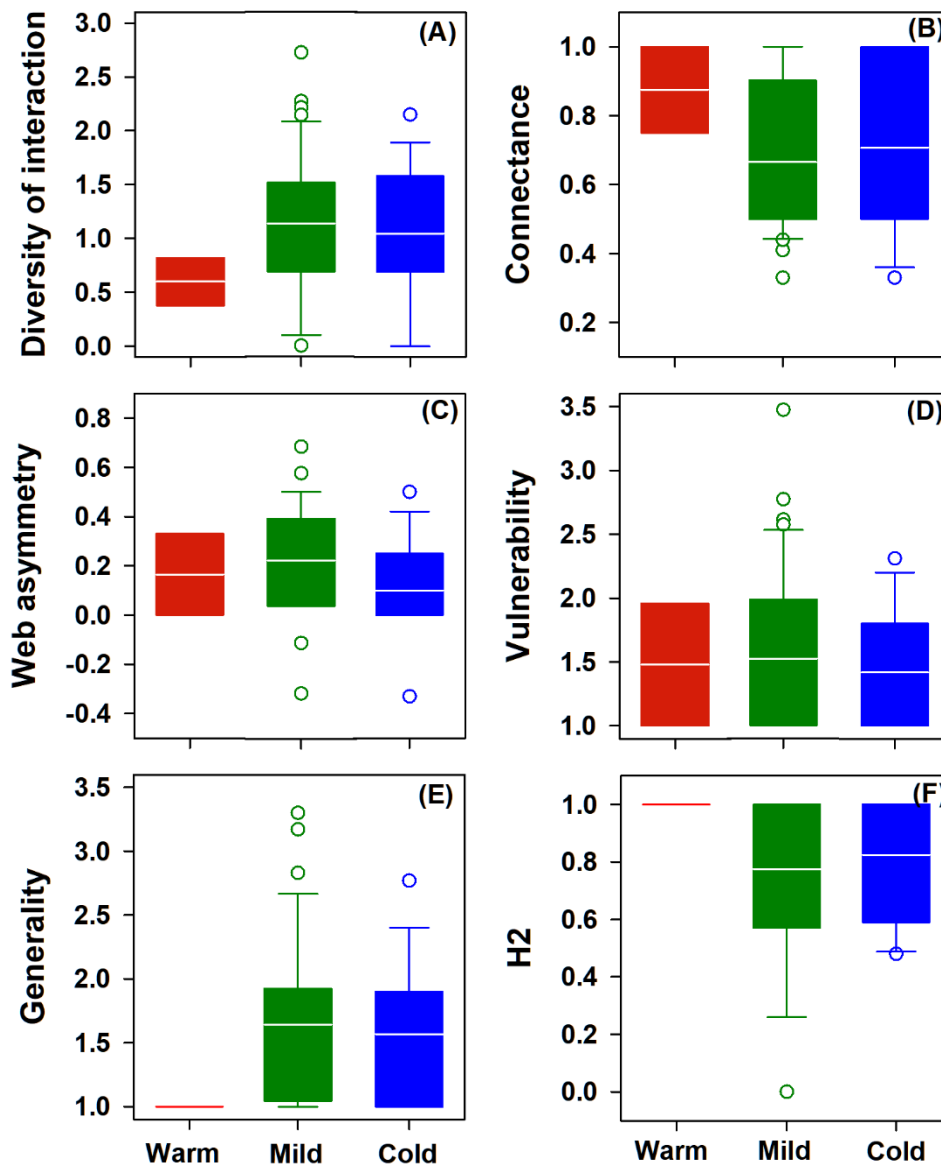 (A)
Diversity of interaction
3.0
2.5
2.0
1.5
1.0
0.5
0.0
(B)
Connectance
1.0
0.8
0.6
0.4
0.2
(C)
Web asymmetry
0.8
0.6
0.4
0.2
0.0
-0.2
-0.4
(D)
Vulnerability
3.5
3.0
2.5
2.0
1.5
1.0
(E)
Generality
3.5
3.0
2.5
2.0
1.5
1.0
Warm Mild Cold
(F)
H2
1.0
0.8
0.6
0.4
0.2
0.0
Warm Mild Cold